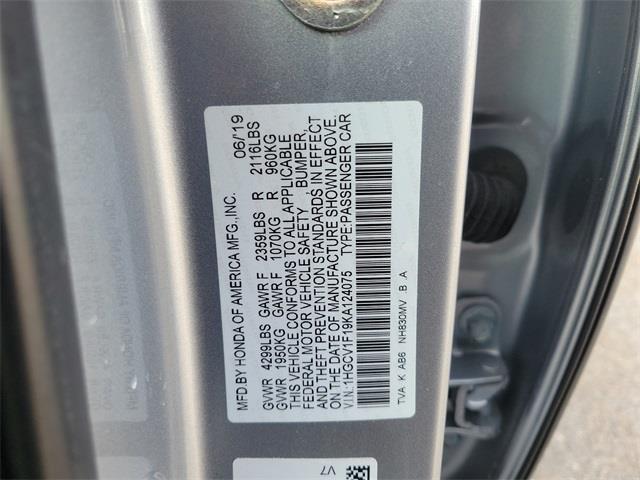 MFD.BY HONDA OF AMERICA MFG.,INC. 06/'19
GVWR 4299LBS GAWR F 2359LBS R 2116LBS
GVWR 1950KG GAWR F 1070KG R 960KG
THIS VEHICLE CONFORMS TO ALL APPLICABLE
FEDERAL MOTOR VEHICLE SAFETY, BUMPER,
AND THEFT PREVENTION STANDARDS IN EFFECT
ON THE DATE OF MANUFACTURE SHOWN ABOVE.
V.I.N.:1HGCV1F19KA124075 TYPE:PASSENGER CAR
TVA K AB6 NH830MV B A
V7